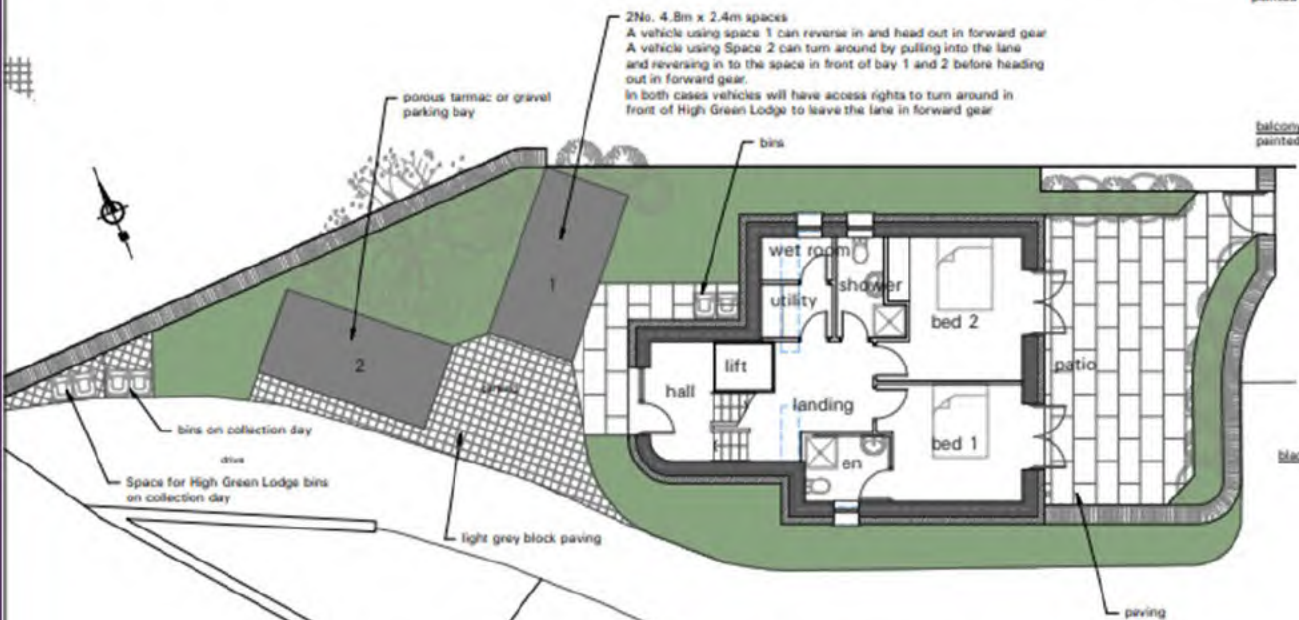 painted
2No. 4.8m x 2.4m spaces
A vehicle using space 1 can reverse in and head out in forward gear
A vehicle using Space 2 can turn around by pulling into the lane
and reversing in to the space in front of bay 1 and 2 before heading
out in forward gear.
In both cases vehicles will have access rights to turn around in
front of High Green Lodge to leave the lane in forward gear
porous tarmac or gravel
parking bay
bins
balcony
painted
1
2
wet room
shower
utility
bed 2
lift
patio
hall
landing
bed 1
en
bins on collection day
drive
Space for High Green Lodge bins
on collection day
light grey block paving
paving